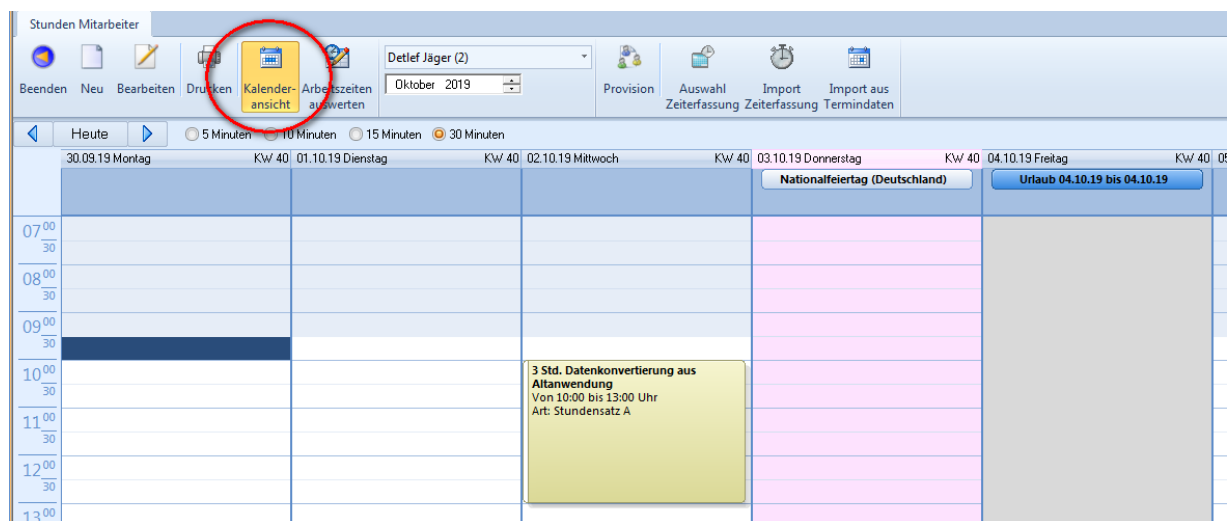 Stunden Mitarbeiter
Detlef Jäger (2)
Oktober 2019
Beenden Neu Bearbeiten Drucken Kalender- Arbeitszeiten Provision Auswahl Import Import aus
ansicht auswerten Zeiterfassung Zeiterfassung Termindaten
Heute 5 Minuten 10 Minuten 15 Minuten 30 Minuten
30.09.19 Montag KW 40 01.10.19 Dienstag KW 40 02.10.19 Mittwoch KW 40 03.10.19 Donnerstag KW 40 04.10.19 Freitag KW 40
Nationalfeiertag (Deutschland) Urlaub 04.10.19 bis 04.10.19
07 00
30
08 00
30
09 00
30
10 00 3 Std. Datenkonvertierung aus
Altanwendung
30 Von 10:00 bis 13:00 Uhr
Art: Stundensatz A
11 00
30
12 00
30
13 00